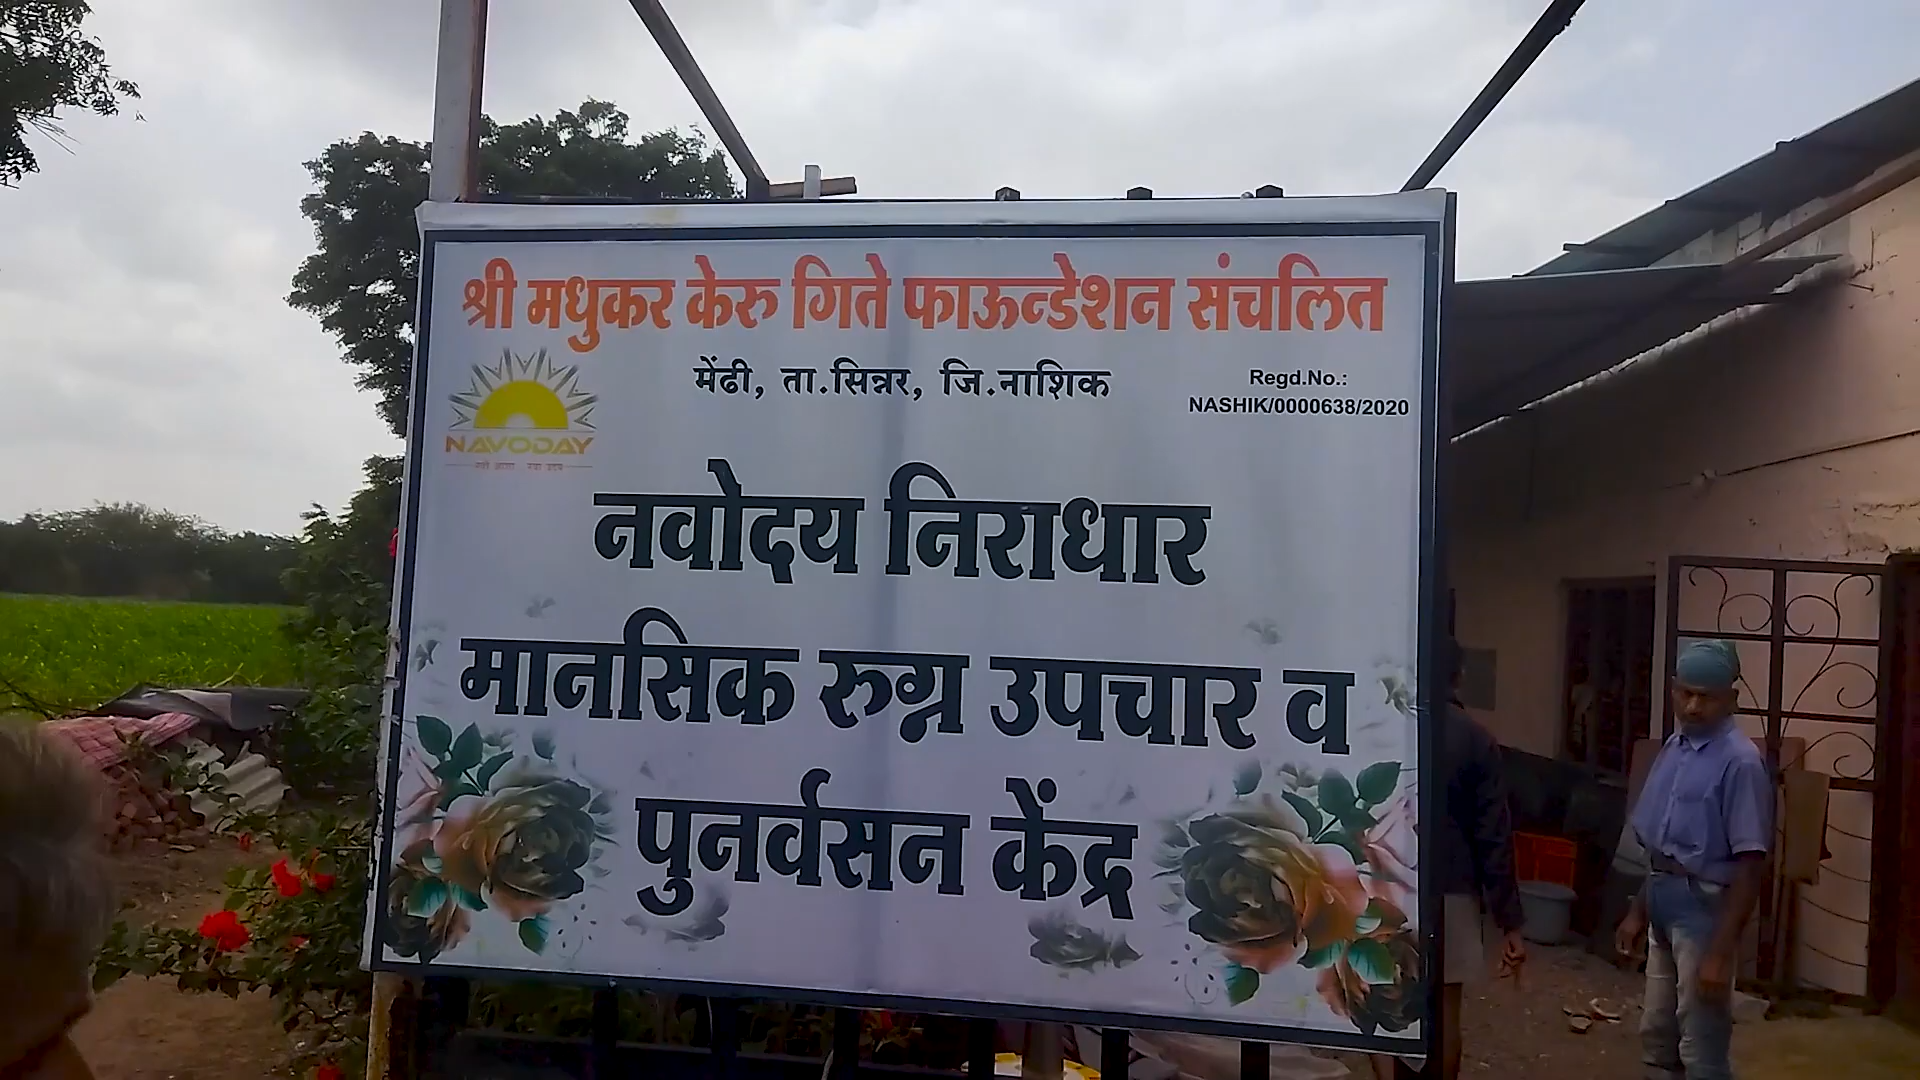 श्री मधुकर केरु गिते फाऊन्डेशन संचलित
मेंढी, ता.सिन्नर, जि.नाशिक
Regd.No.:
NASHIK/0000638/2020
NAVODAY
नवोदय निराधार
मानसिक रुग्न उपचार व
पुनर्वसन केंद्र